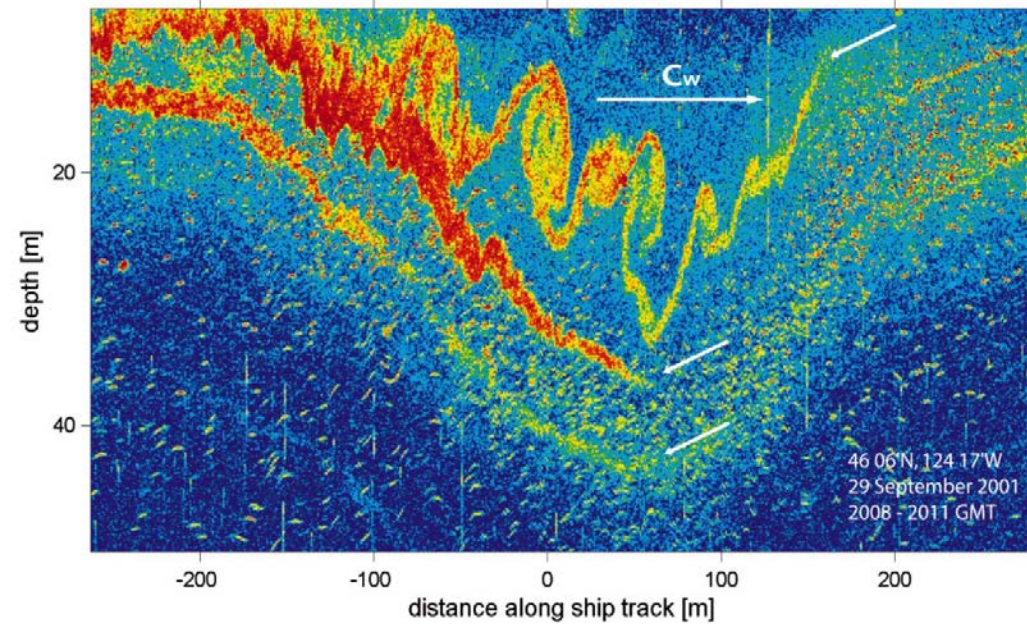 Cw
20
40
depth [m]
46 06'N, 124 17'W
29 September 2001
2008 - 2011 GMT
-200 -100 0 100 200
distance along ship track [m]